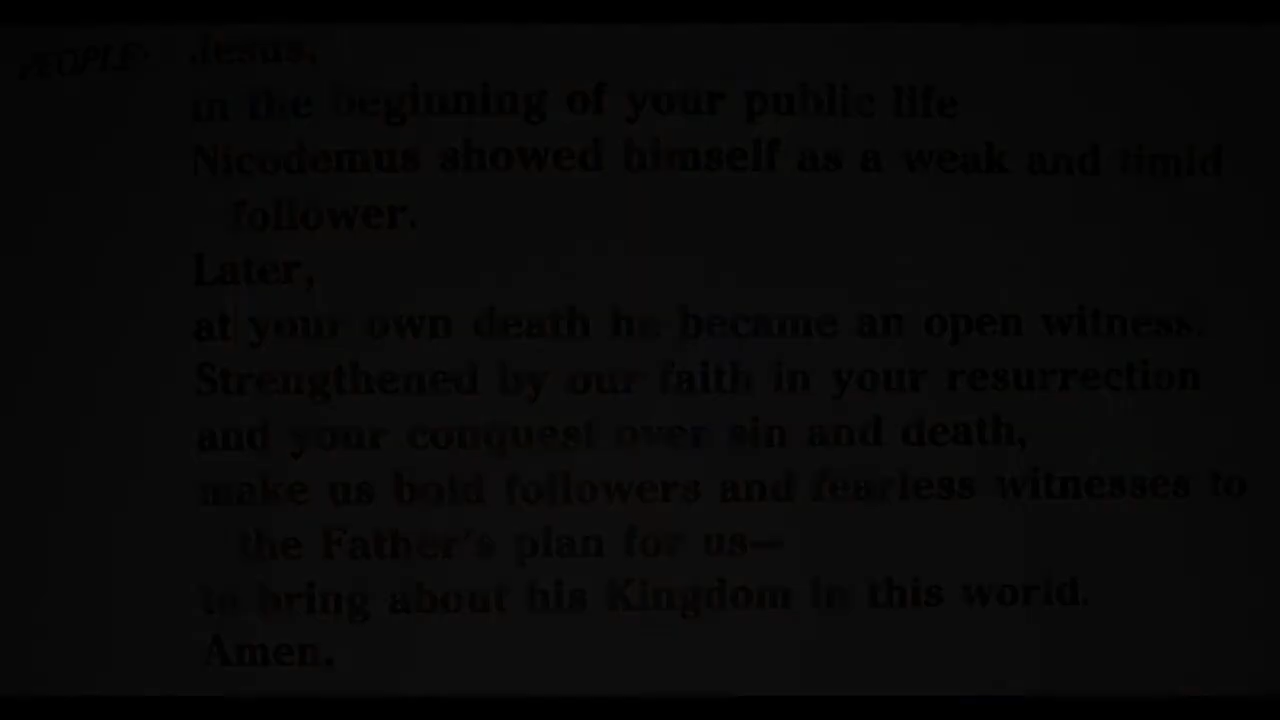 PEOPLE: Jesus,
in the beginning of your public life
Nicodemus showed himself as a weak and timid
follower.
Later,
at your own death he became an open witness.
Strengthened by our faith in your resurrection
and your conquest over sin and death,
make us bold followers and fearless witnesses to
the Father's plan for us—
to bring about his Kingdom in this world.
Amen.